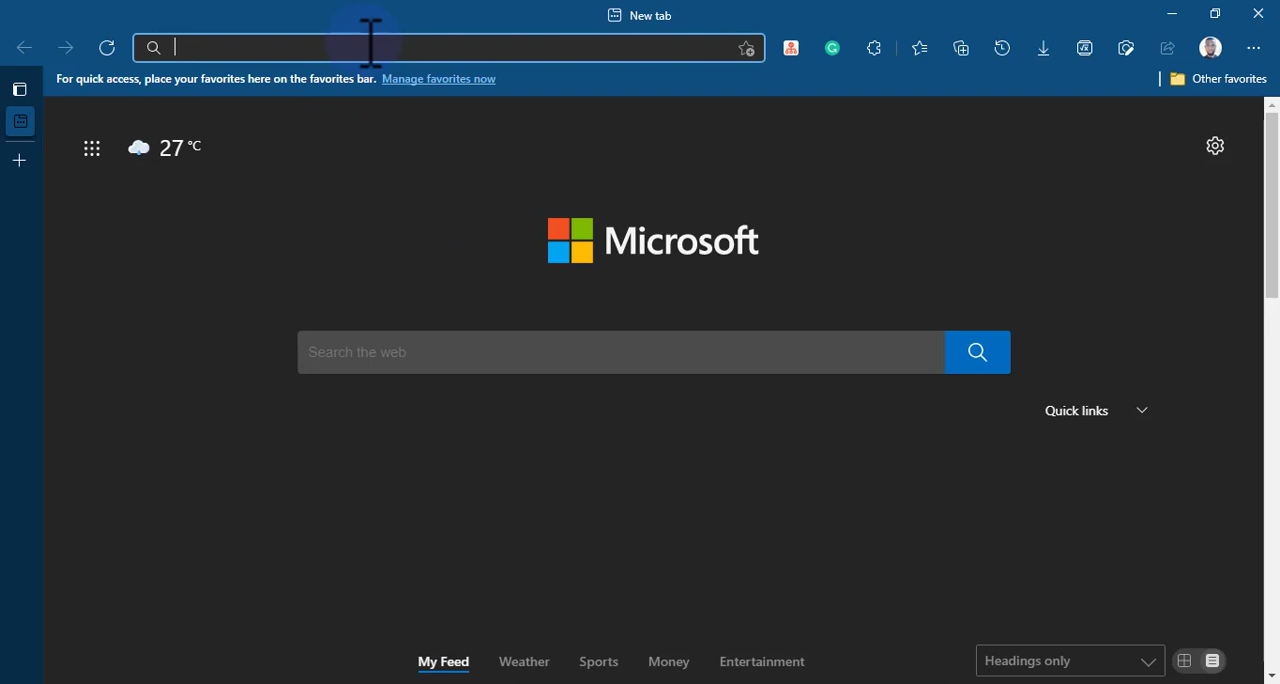 New tab
For quick access, place your favorites here on the favorites bar. Manage favorites now
Other favorites
27 °C
Microsoft
Search the web
Quick links
My Feed Weather Sports Money Entertainment
Headings only